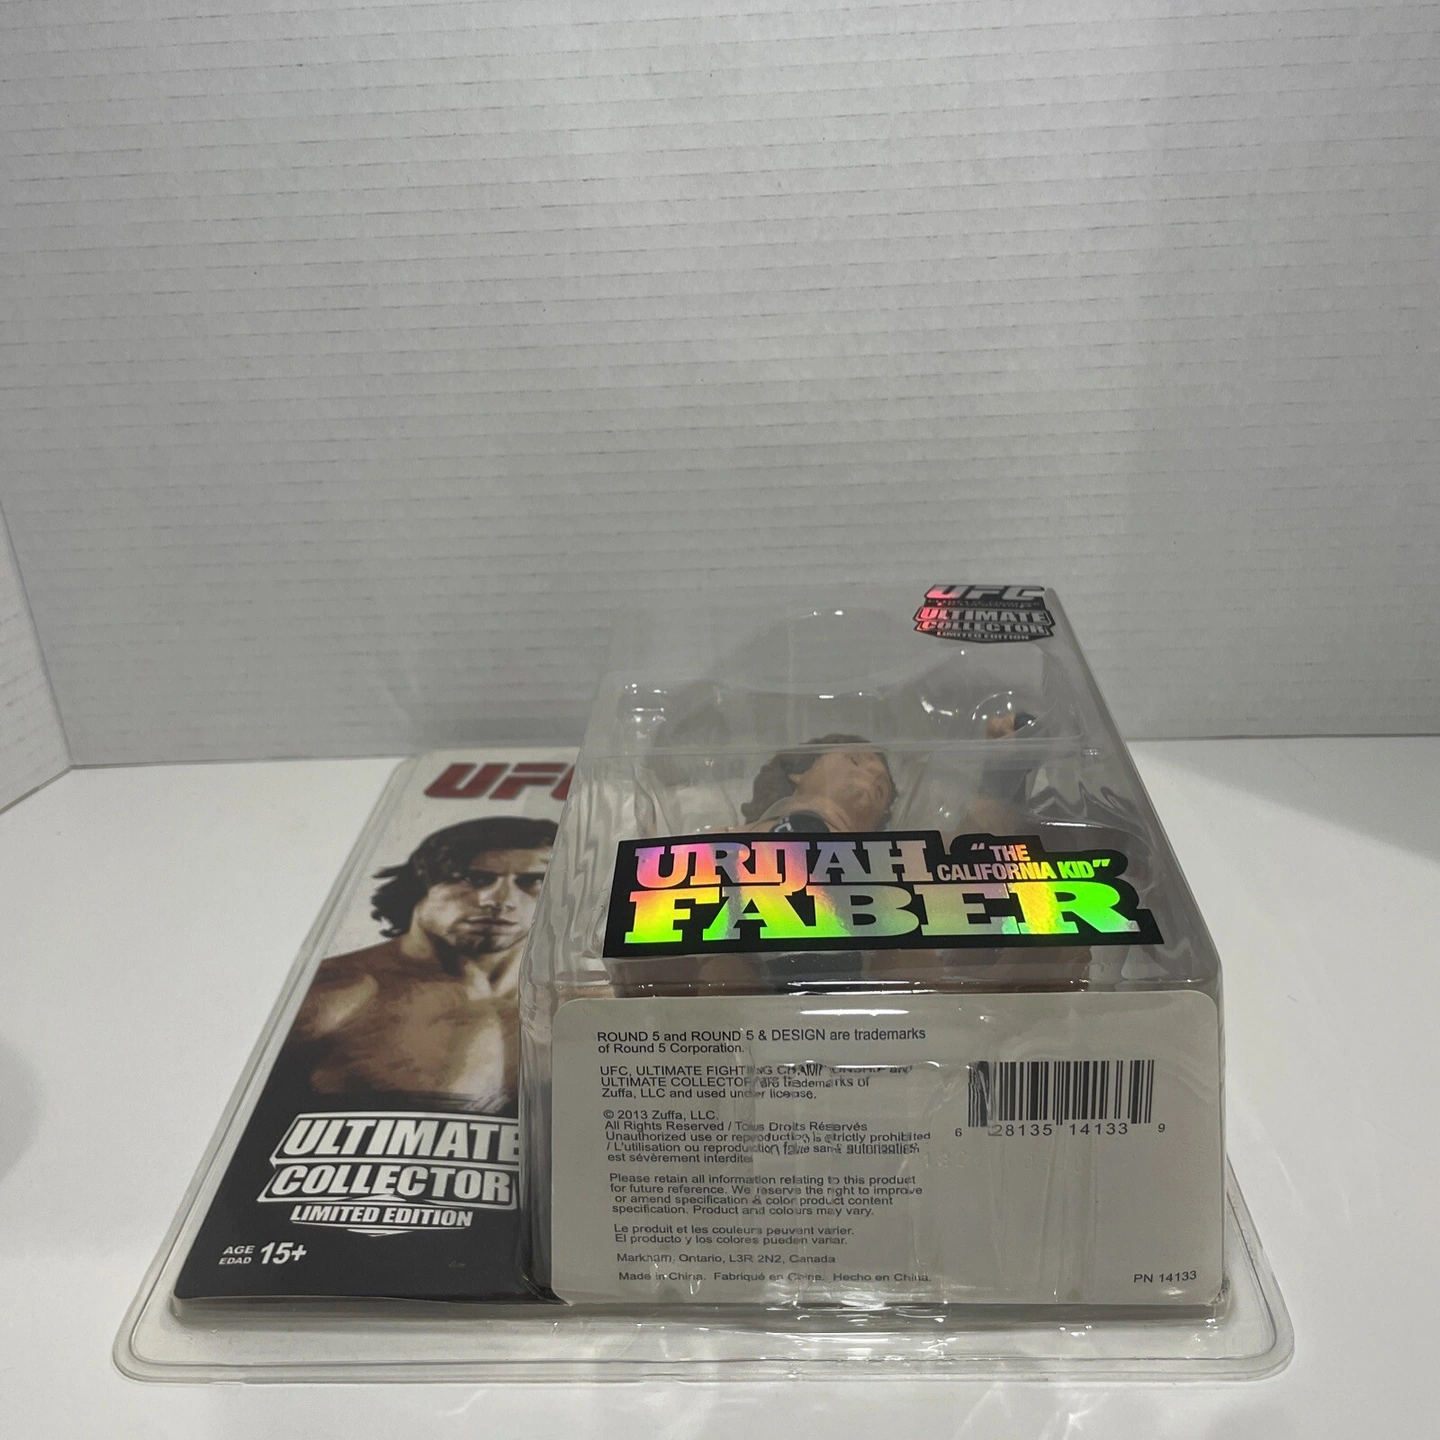 UFC
ULTIMATE
COLLECTOR
LIMITED EDITION
UFC
URIJAH "THE
CALIFORNIA KID"
FABER
ULTIMATE
COLLECTOR
LIMITED EDITION
AGE 15+
EDAD
ROUND 5 and ROUND 5 & DESIGN are trademarks
of Round 5 Corporation.
UFC, ULTIMATE FIGHTING CHAMPIONSHIP and
ULTIMATE COLLECTOR are trademarks of
Zuffa, LLC and used under license.
© 2013 Zuffa, LLC.
All Rights Reserved / Tous Droits Réservés
Unauthorized use or reproduction is strictly prohibited
/ L'utilisation ou reproduction faite sans autorisation
est sévèrement interdite
Please retain all information relating to this product
for future reference. We reserve the right to improve
or amend specification & color product content
specification. Product and colours may vary.
Le produit et les couleurs peuvent varier.
El producto y los colores pueden variar.
Markham, Ontario, L3R 2N2, Canada
Made in China. Fabriqué en Chine. Hecho en China.
6 28135 14133 9
PN 14133